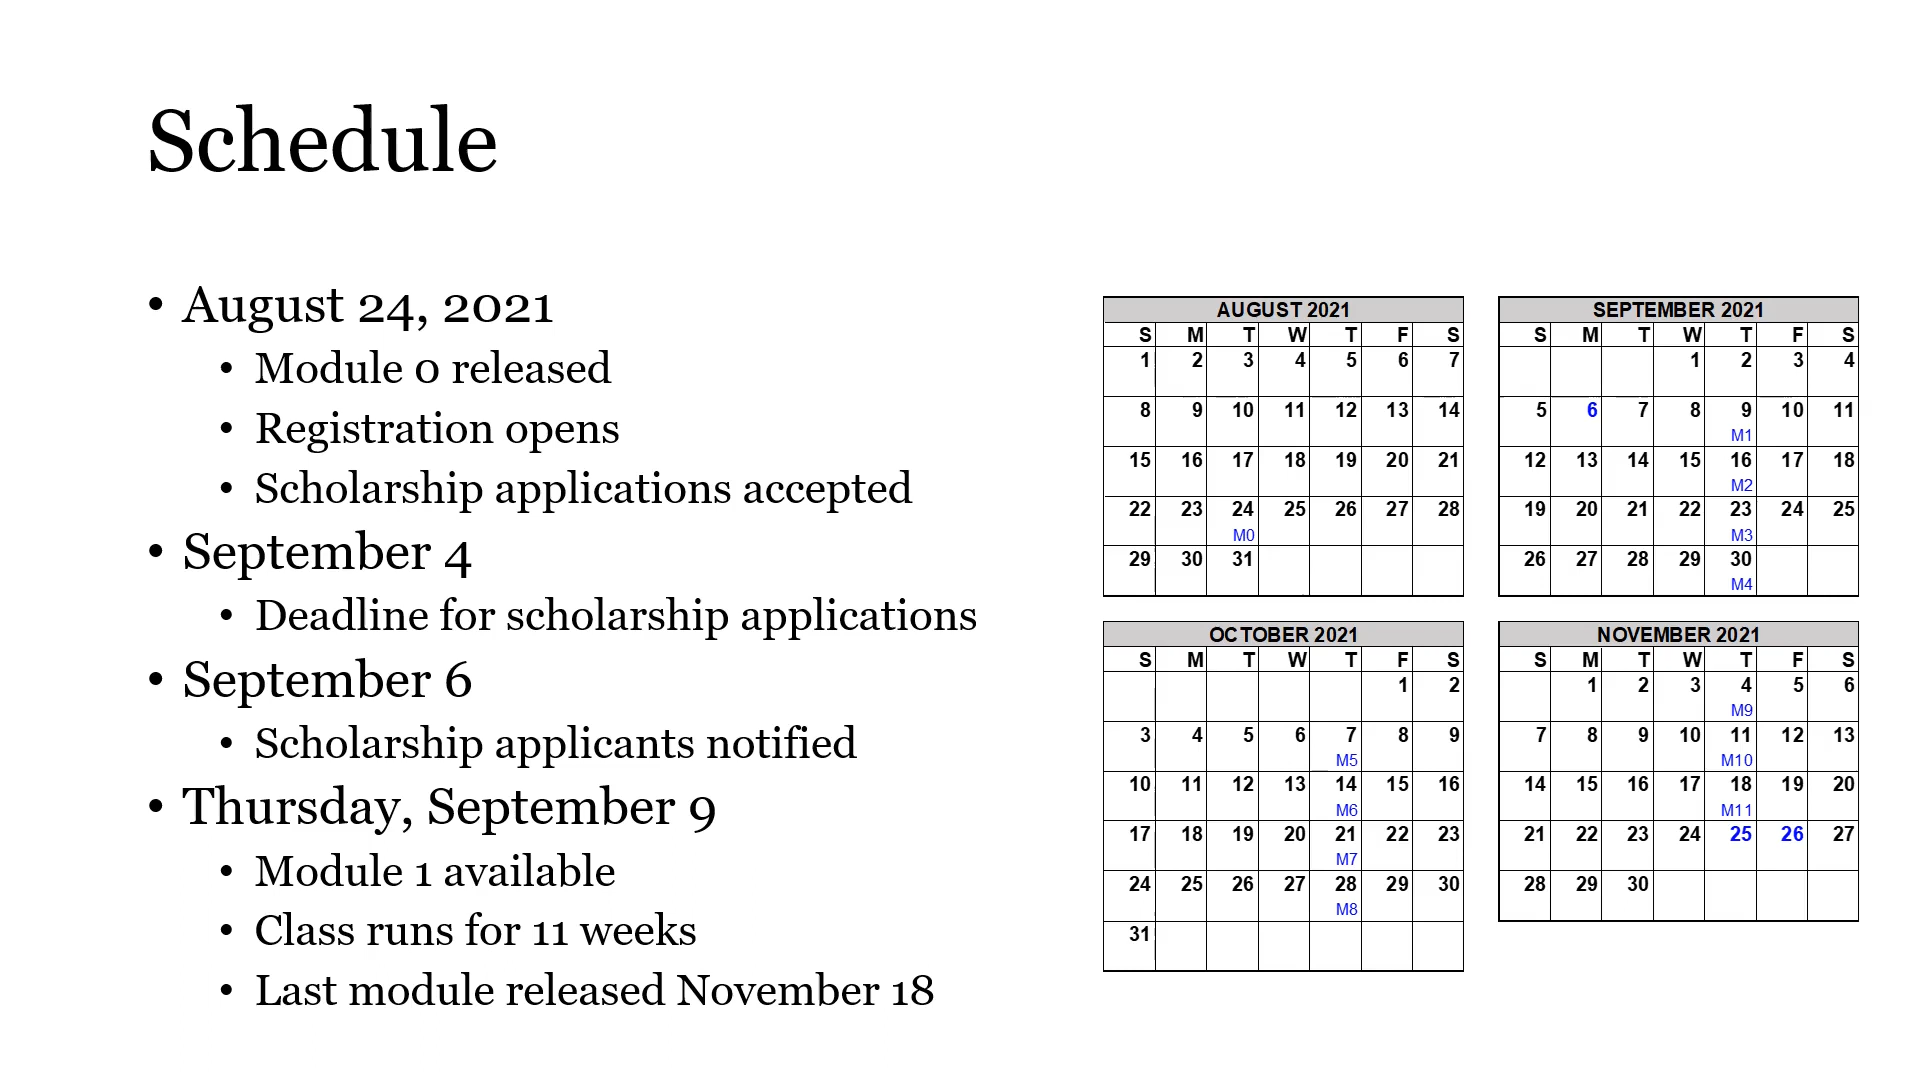 Schedule
• August 24, 2021
• Module 0 released
• Registration opens
• Scholarship applications accepted
• September 4
• Deadline for scholarship applications
• September 6
• Scholarship applicants notified
• Thursday, September 9
• Module 1 available
• Class runs for 11 weeks
• Last module released November 18
AUGUST 2021
S M T W T F S
1 2 3 4 5 6 7
8 9 10 11 12 13 14
15 16 17 18 19 20 21
22 23 24 25 26 27 28
M0
29 30 31
SEPTEMBER 2021
S M T W T F S
1 2 3 4
5 6 7 8 9 10 11
M1
12 13 14 15 16 17 18
M2
19 20 21 22 23 24 25
M3
26 27 28 29 30
M4
OCTOBER 2021
S M T W T F S
1 2
3 4 5 6 7 8 9
M5
10 11 12 13 14 15 16
M6
17 18 19 20 21 22 23
M7
24 25 26 27 28 29 30
M8
31
NOVEMBER 2021
S M T W T F S
1 2 3 4 5 6
M9
7 8 9 10 11 12 13
M10
14 15 16 17 18 19 20
M11
21 22 23 24 25 26 27
28 29 30